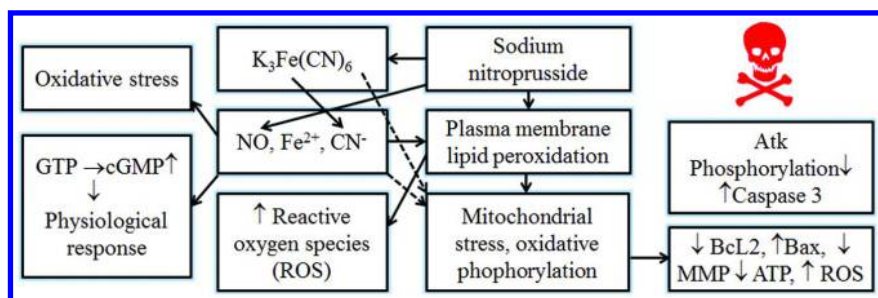 Oxidative stress
K₃Fe(CN)₆
Sodium
nitroprusside
GTP →cGMP↑
↓
Physiological
response
NO, Fe²⁺, CN⁻
Plasma membrane
lipid peroxidation
Atk
Phosphorylation↓
↑Caspase 3
↑ Reactive
oxygen species
(ROS)
Mitochondrial
stress, oxidative
phophorylation
↓ BcL2, ↑Bax, ↓
MMP↓ATP, ↑ ROS